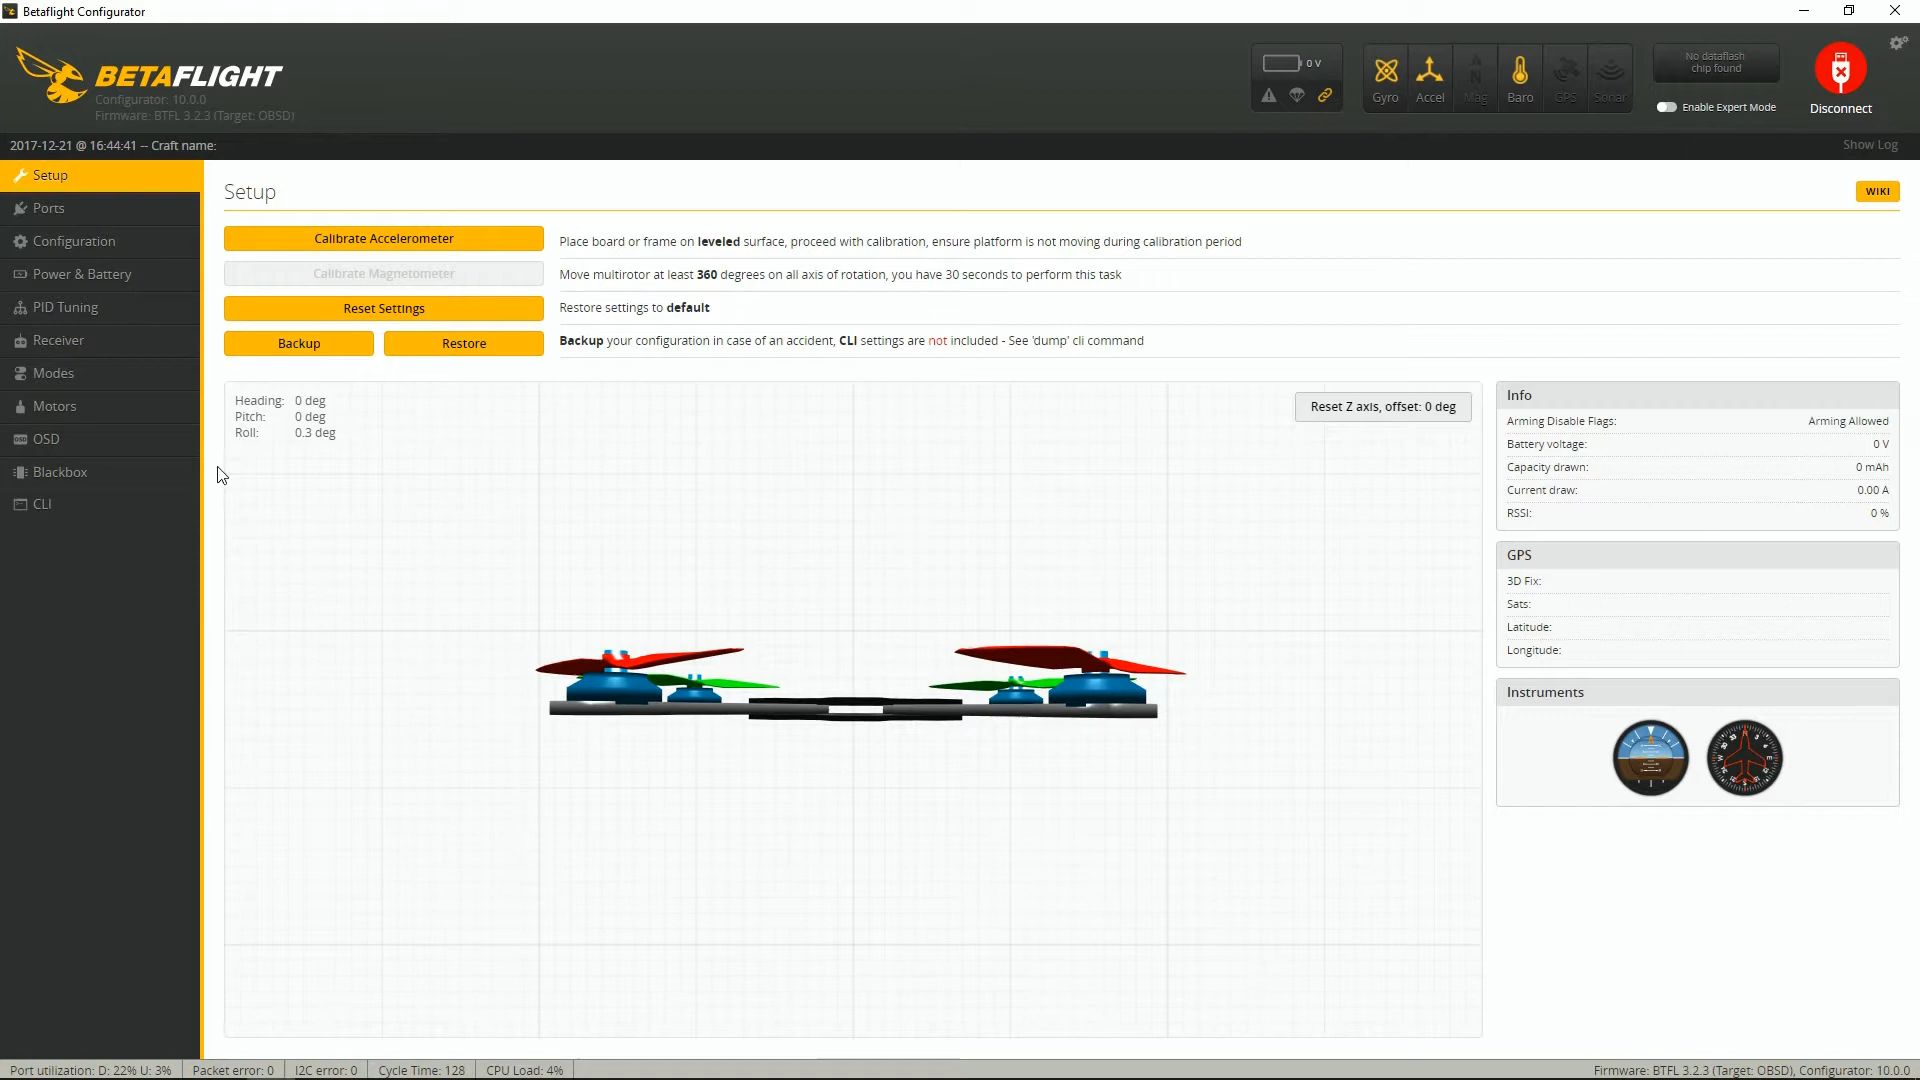 Betaflight Configurator
BETAFLIGHT
Configurator: 10.0.0
Firmware: BTFL 3.2.3 (Target: OBSD)
0 V
Gyro
Accel
Mag
Baro
GPS
Sonar
No dataflash
chip found
Enable Expert Mode
Disconnect
2017-12-21 @ 16:44:41 -- Craft name:
Show Log
Setup
Ports
Configuration
Power & Battery
PID Tuning
Receiver
Modes
Motors
OSD
Blackbox
CLI
Setup
WIKI
Calibrate Accelerometer
Place board or frame on leveled surface, proceed with calibration, ensure platform is not moving during calibration period
Calibrate Magnetometer
Move multirotor at least 360 degrees on all axis of rotation, you have 30 seconds to perform this task
Reset Settings
Restore settings to default
Backup
Restore
Backup your configuration in case of an accident, CLI settings are not included - See 'dump' cli command
Heading: 0 deg
Pitch: 0 deg
Roll: 0.3 deg
Reset Z axis, offset: 0 deg
Info
Arming Disable Flags: Arming Allowed
Battery voltage: 0 V
Capacity drawn: 0 mAh
Current draw: 0.00 A
RSSI: 0 %
GPS
3D Fix:
Sats:
Latitude:
Longitude:
Instruments
Port utilization: D: 22% U: 3%
Packet error: 0
I2C error: 0
Cycle Time: 128
CPU Load: 4%
Firmware: BTFL 3.2.3 (Target: OBSD), Configurator: 10.0.0